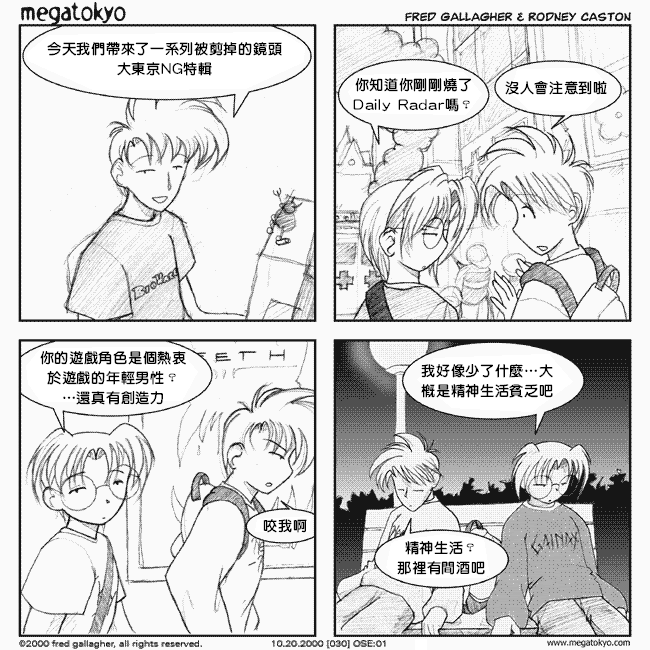 megatokyo
FRED GALLAGHER & RODNEY CASTON
今天我們帶來了一系列被剪掉的鏡頭
大東京NG特輯
你知道你剛剛燒了
Daily Radar嗎？
沒人會注意到啦
BroMore
你的遊戲角色是個熱衷
於遊戲的年輕男性？
…還真有創造力
EETH
咬我啊
我好像少了什麼…大
概是精神生活貧乏吧
GAINAX
精神生活？
那裡有間酒吧
©2000 fred gallagher, all rights reserved.
10.20.2000 [030] OSE:01
www.megatokyo.com